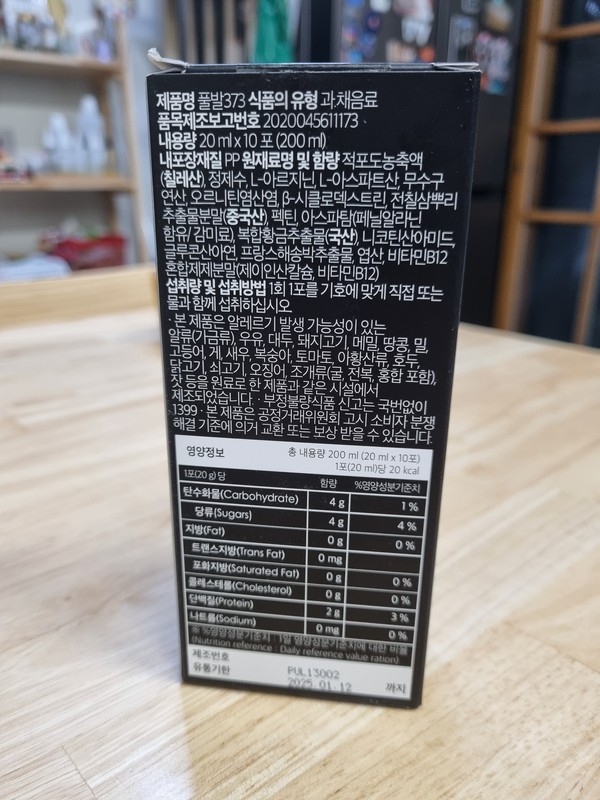 제품명 풀발373 식품의 유형 과.채음료
품목제조보고번호 2020045611173
내용량 20 ml x 10 포 (200 ml)
내포장재질 PP 원재료명 및 함량 적포도농축액
(칠레산), 정제수, L-아르지닌, L-아스파트산, 무수구
연산, 오르니틴염산염, β-시클로덱스트린, 전칠삼뿌리
추출물분말(중국산), 펙틴, 아스파탐(페닐알라닌
함유/감미료), 복합황금추출물(국산), 니코틴산아미드,
글루콘산아연, 프랑스해송박추출물, 엽산, 비타민B12
혼합제제분말(제이인산칼슘, 비타민B12)
섭취량 및 섭취방법 1회 1포를 기호에 맞게 직접 또는
물과 함께 섭취하십시오
· 본 제품은 알레르기 발생 가능성이 있는
알류(가금류), 우유, 대두, 돼지고기, 메밀, 땅콩, 밀,
고등어, 게, 새우, 복숭아, 토마토, 아황산류, 호두,
닭고기, 쇠고기, 오징어, 조개류(굴, 전복, 홍합 포함),
잣 등을 원료로 한 제품과 같은 시설에서
제조되었습니다. · 부정불량식품 신고는 국번없이
1399 · 본 제품은 공정거래위원회 고시 소비자 분쟁
해결 기준에 의거 교환 또는 보상 받을 수 있습니다.
영양정보 총 내용량 200 ml (20 ml x 10포)
1포(20 ml)당 20 kcal
1포(20 g) 당 함량 %영양성분기준치
탄수화물(Carbohydrate) 4 g 1 %
당류(Sugars) 4 g 4 %
지방(Fat) 0 g 0 %
트랜스지방(Trans Fat) 0 mg
포화지방(Saturated Fat) 0 g 0 %
콜레스테롤(Cholesterol) 0 g 0 %
단백질(Protein) 2 g 3 %
나트륨(Sodium) 0 mg 0 %
※ %영양성분기준치 : 1일 영양성분기준치에 대한 비율
(Nutrition reference : Daily reference value ration)
제조번호 PUL13002
유통기한 2025.01.12 까지